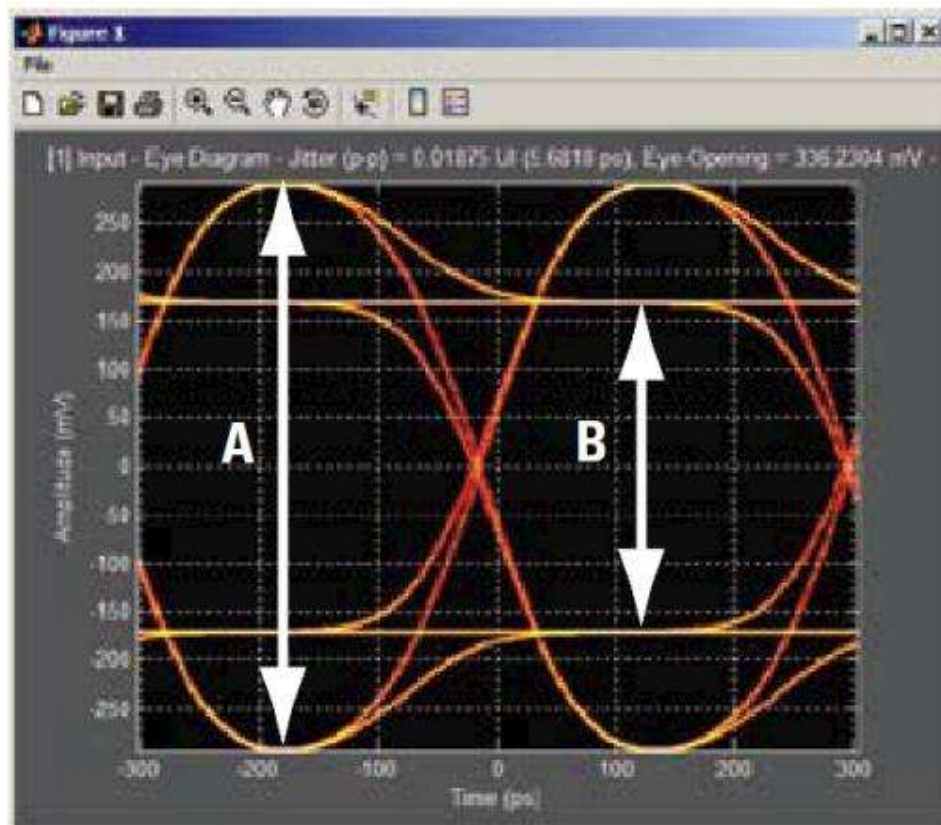 Figure 1
File
[1] Input - Eye Diagram - Jitter (p-p) = 0.01875 UI (5.6818 ps), Eye-Opening = 336.2304 mV -
Amplitude (mV)
250
200
150
100
50
0
-50
-100
-150
-200
-250
A
B
-300
-200
-100
0
100
200
300
Time (ps)